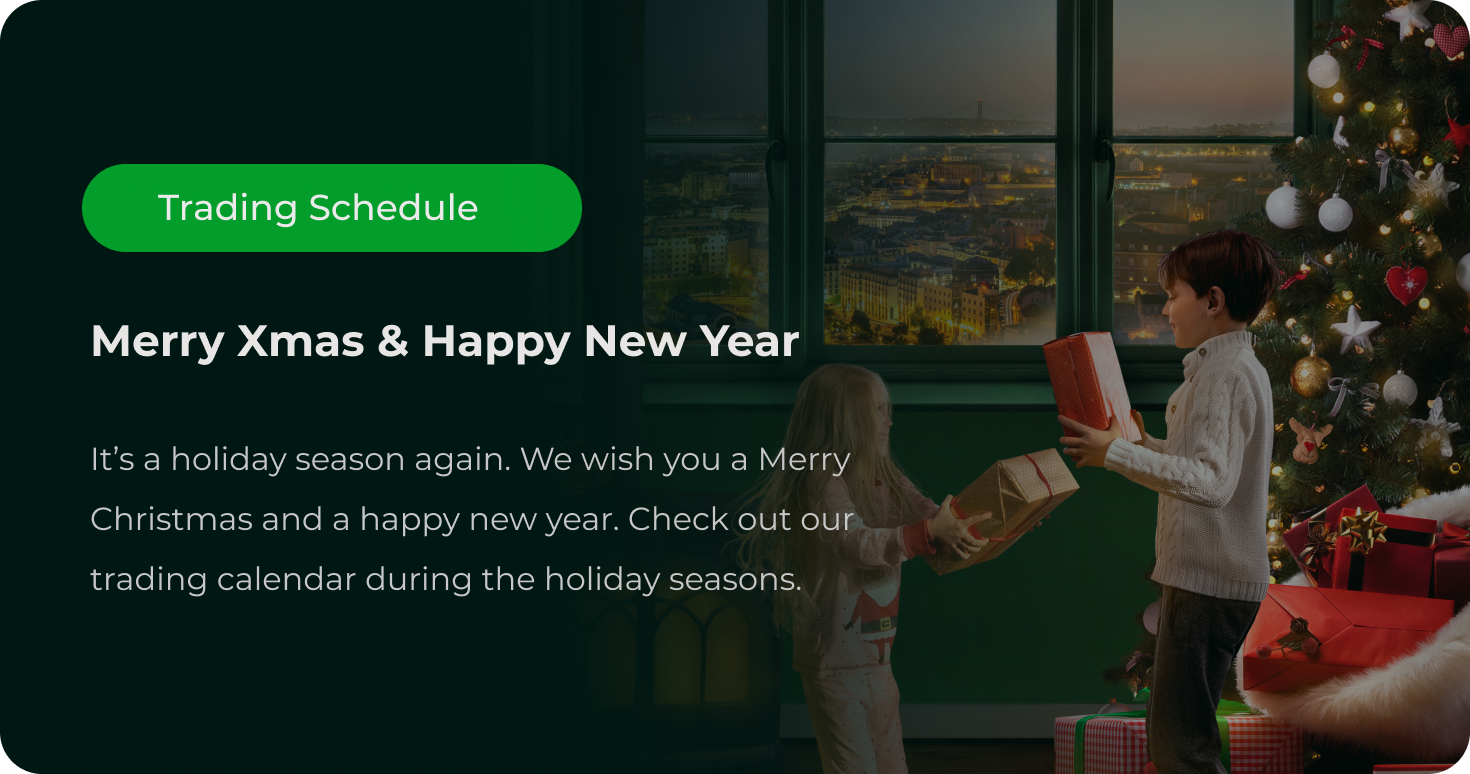 Trading Schedule
Merry Xmas & Happy New Year
It’s a holiday season again. We wish you a Merry
Christmas and a happy new year. Check out our
trading calendar during the holiday seasons.